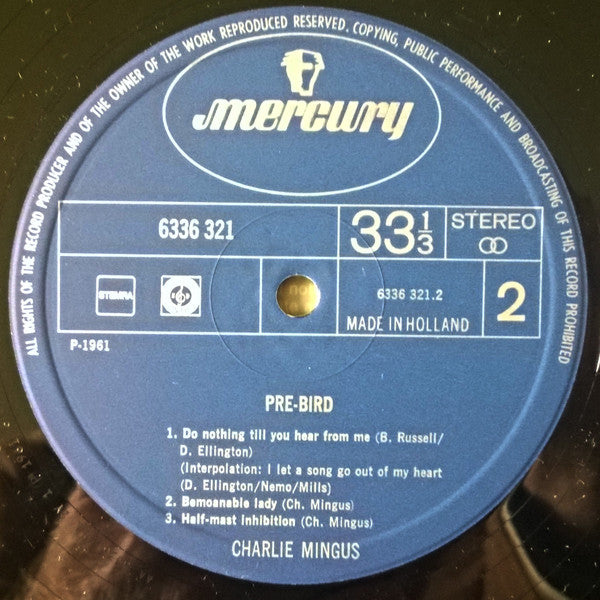 ALL RIGHTS OF THE RECORD PRODUCER AND OF THE OWNER OF THE WORK REPRODUCED RESERVED. COPYING, PUBLIC PERFORMANCE AND BROADCASTING OF THIS RECORD PROHIBITED
mercury
6336 321
33 1/3
STEREO
STEMRA
6336 321.2
MADE IN HOLLAND
2
P-1961
PRE-BIRD
1. Do nothing till you hear from me (B. Russell/
D. Ellington)
(Interpolation: I let a song go out of my heart
(D. Ellington/Nemo/Mills)
2. Bemoanable lady (Ch. Mingus)
3. Half-mast inhibition (Ch. Mingus)
CHARLIE MINGUS